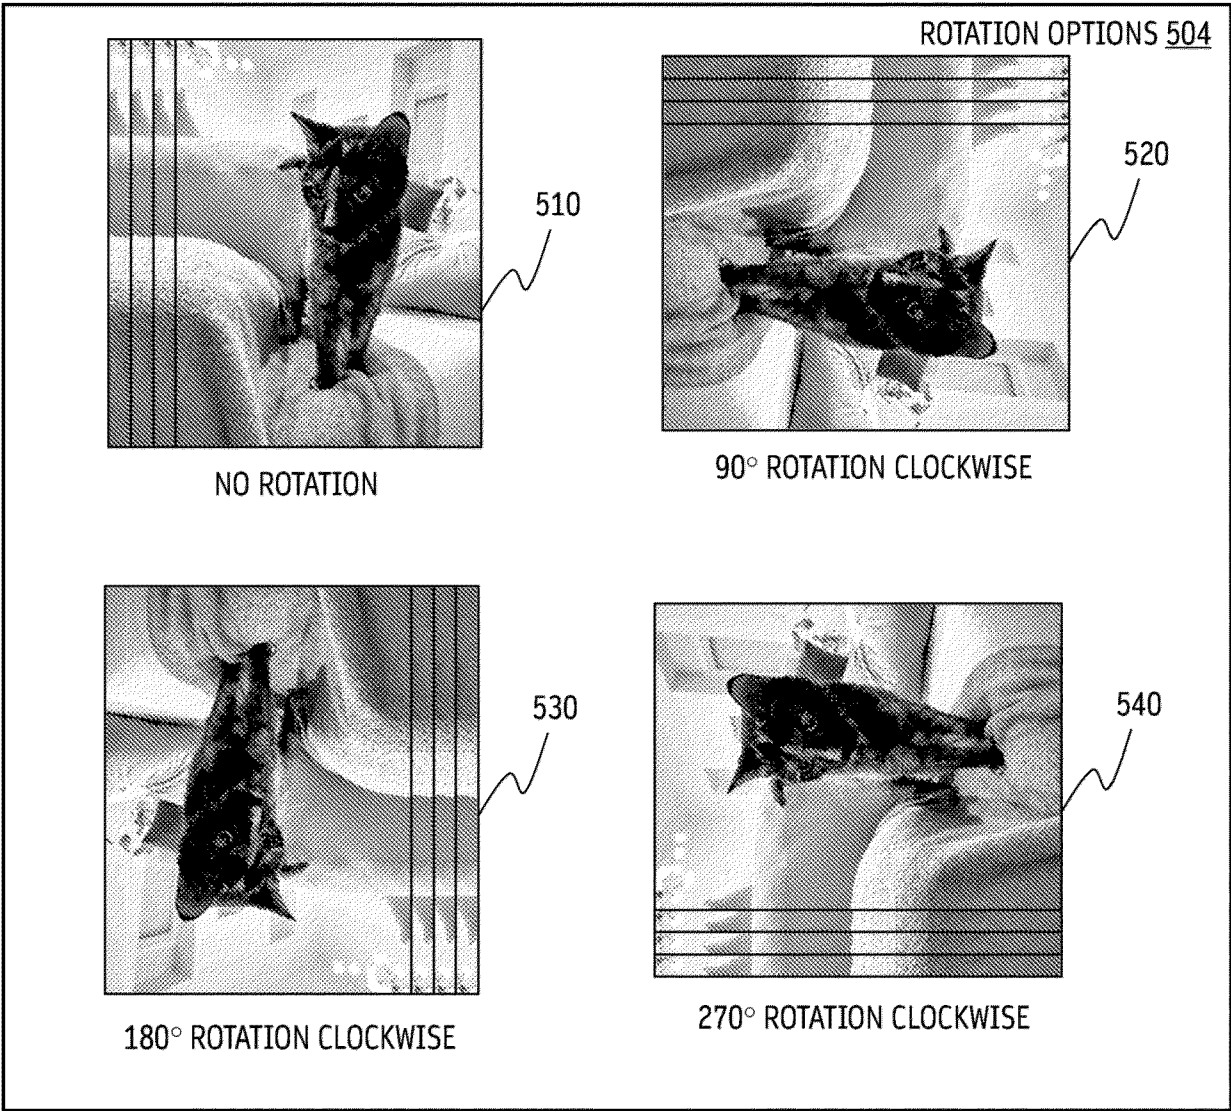 ROTATION OPTIONS 504
510
520
NO ROTATION
90° ROTATION CLOCKWISE
530
540
180° ROTATION CLOCKWISE
270° ROTATION CLOCKWISE